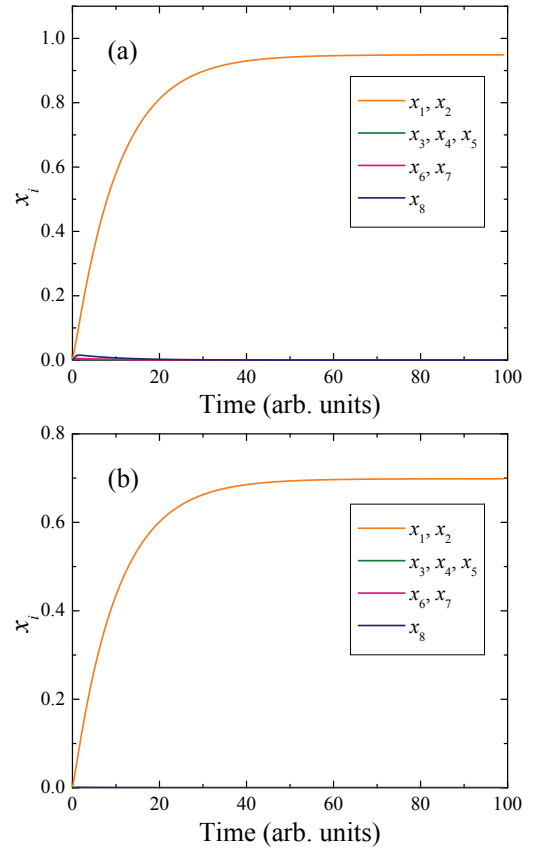 (a)
1.0
0.8
0.6
0.4
0.2
0.0
x_i
x_1, x_2
x_3, x_4, x_5
x_6, x_7
x_8
0 20 40 60 80 100
Time (arb. units)
(b)
0.8
0.6
0.4
0.2
0.0
x_i
x_1, x_2
x_3, x_4, x_5
x_6, x_7
x_8
0 20 40 60 80 100
Time (arb. units)